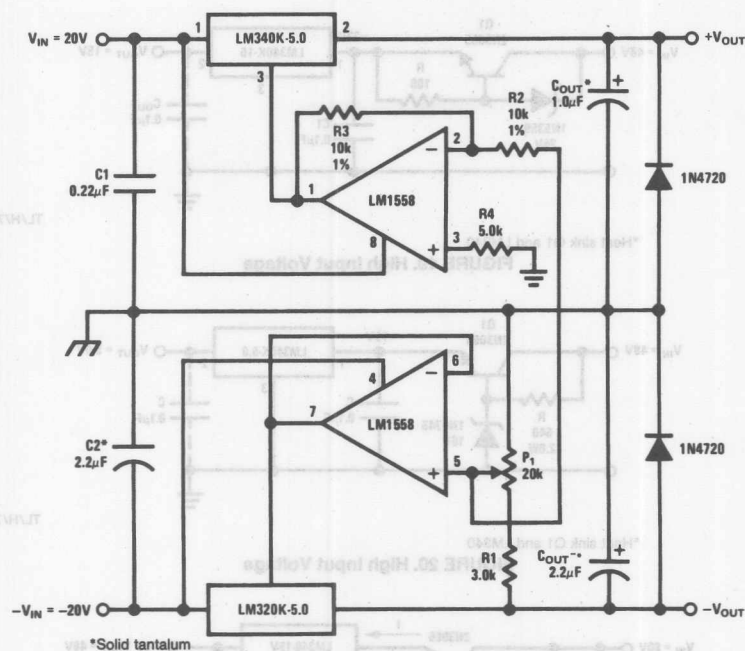 V_IN = 20V
1
LM340K-5.0
2
+V_OUT
3
C_OUT*
1.0µF
+
R3
10k
1%
2
R2
10k
1%
−
C1
0.22µF
1
LM1558
1N4720
8
+
3
R4
5.0k
4
−
6
7
LM1558
C2*
2.2µF
+
5
P1
20k
1N4720
R1
3.0k
C_OUT−*
2.2µF
+
−V_IN = −20V
LM320K-5.0
−V_OUT
*Solid tantalum